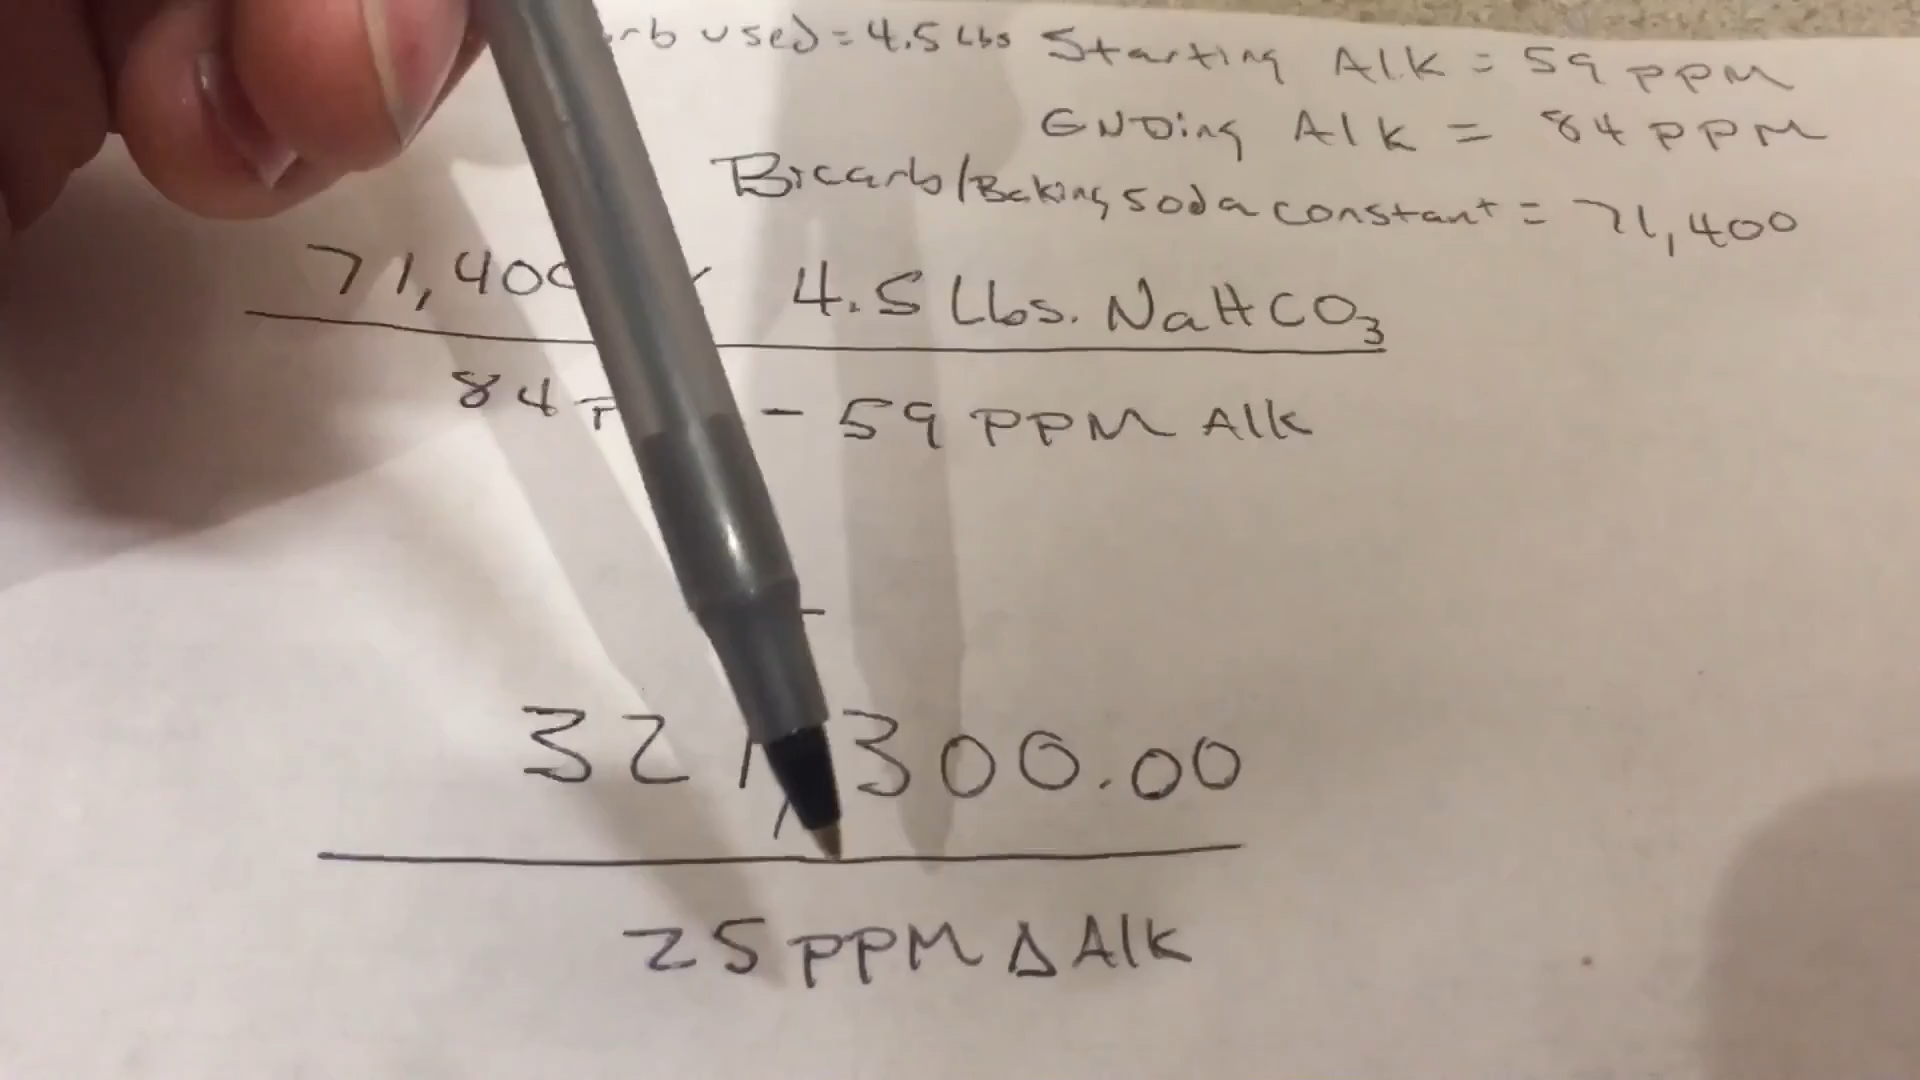 used = 4.5 Lbs Starting Alk = 59 PPM
ENDing Alk = 84 PPM
Bicarb/Baking soda constant = 71,400
4.5 Lbs. NaHCO3
84 - 59 PPM Alk
300.00
25 PPM Δ Alk